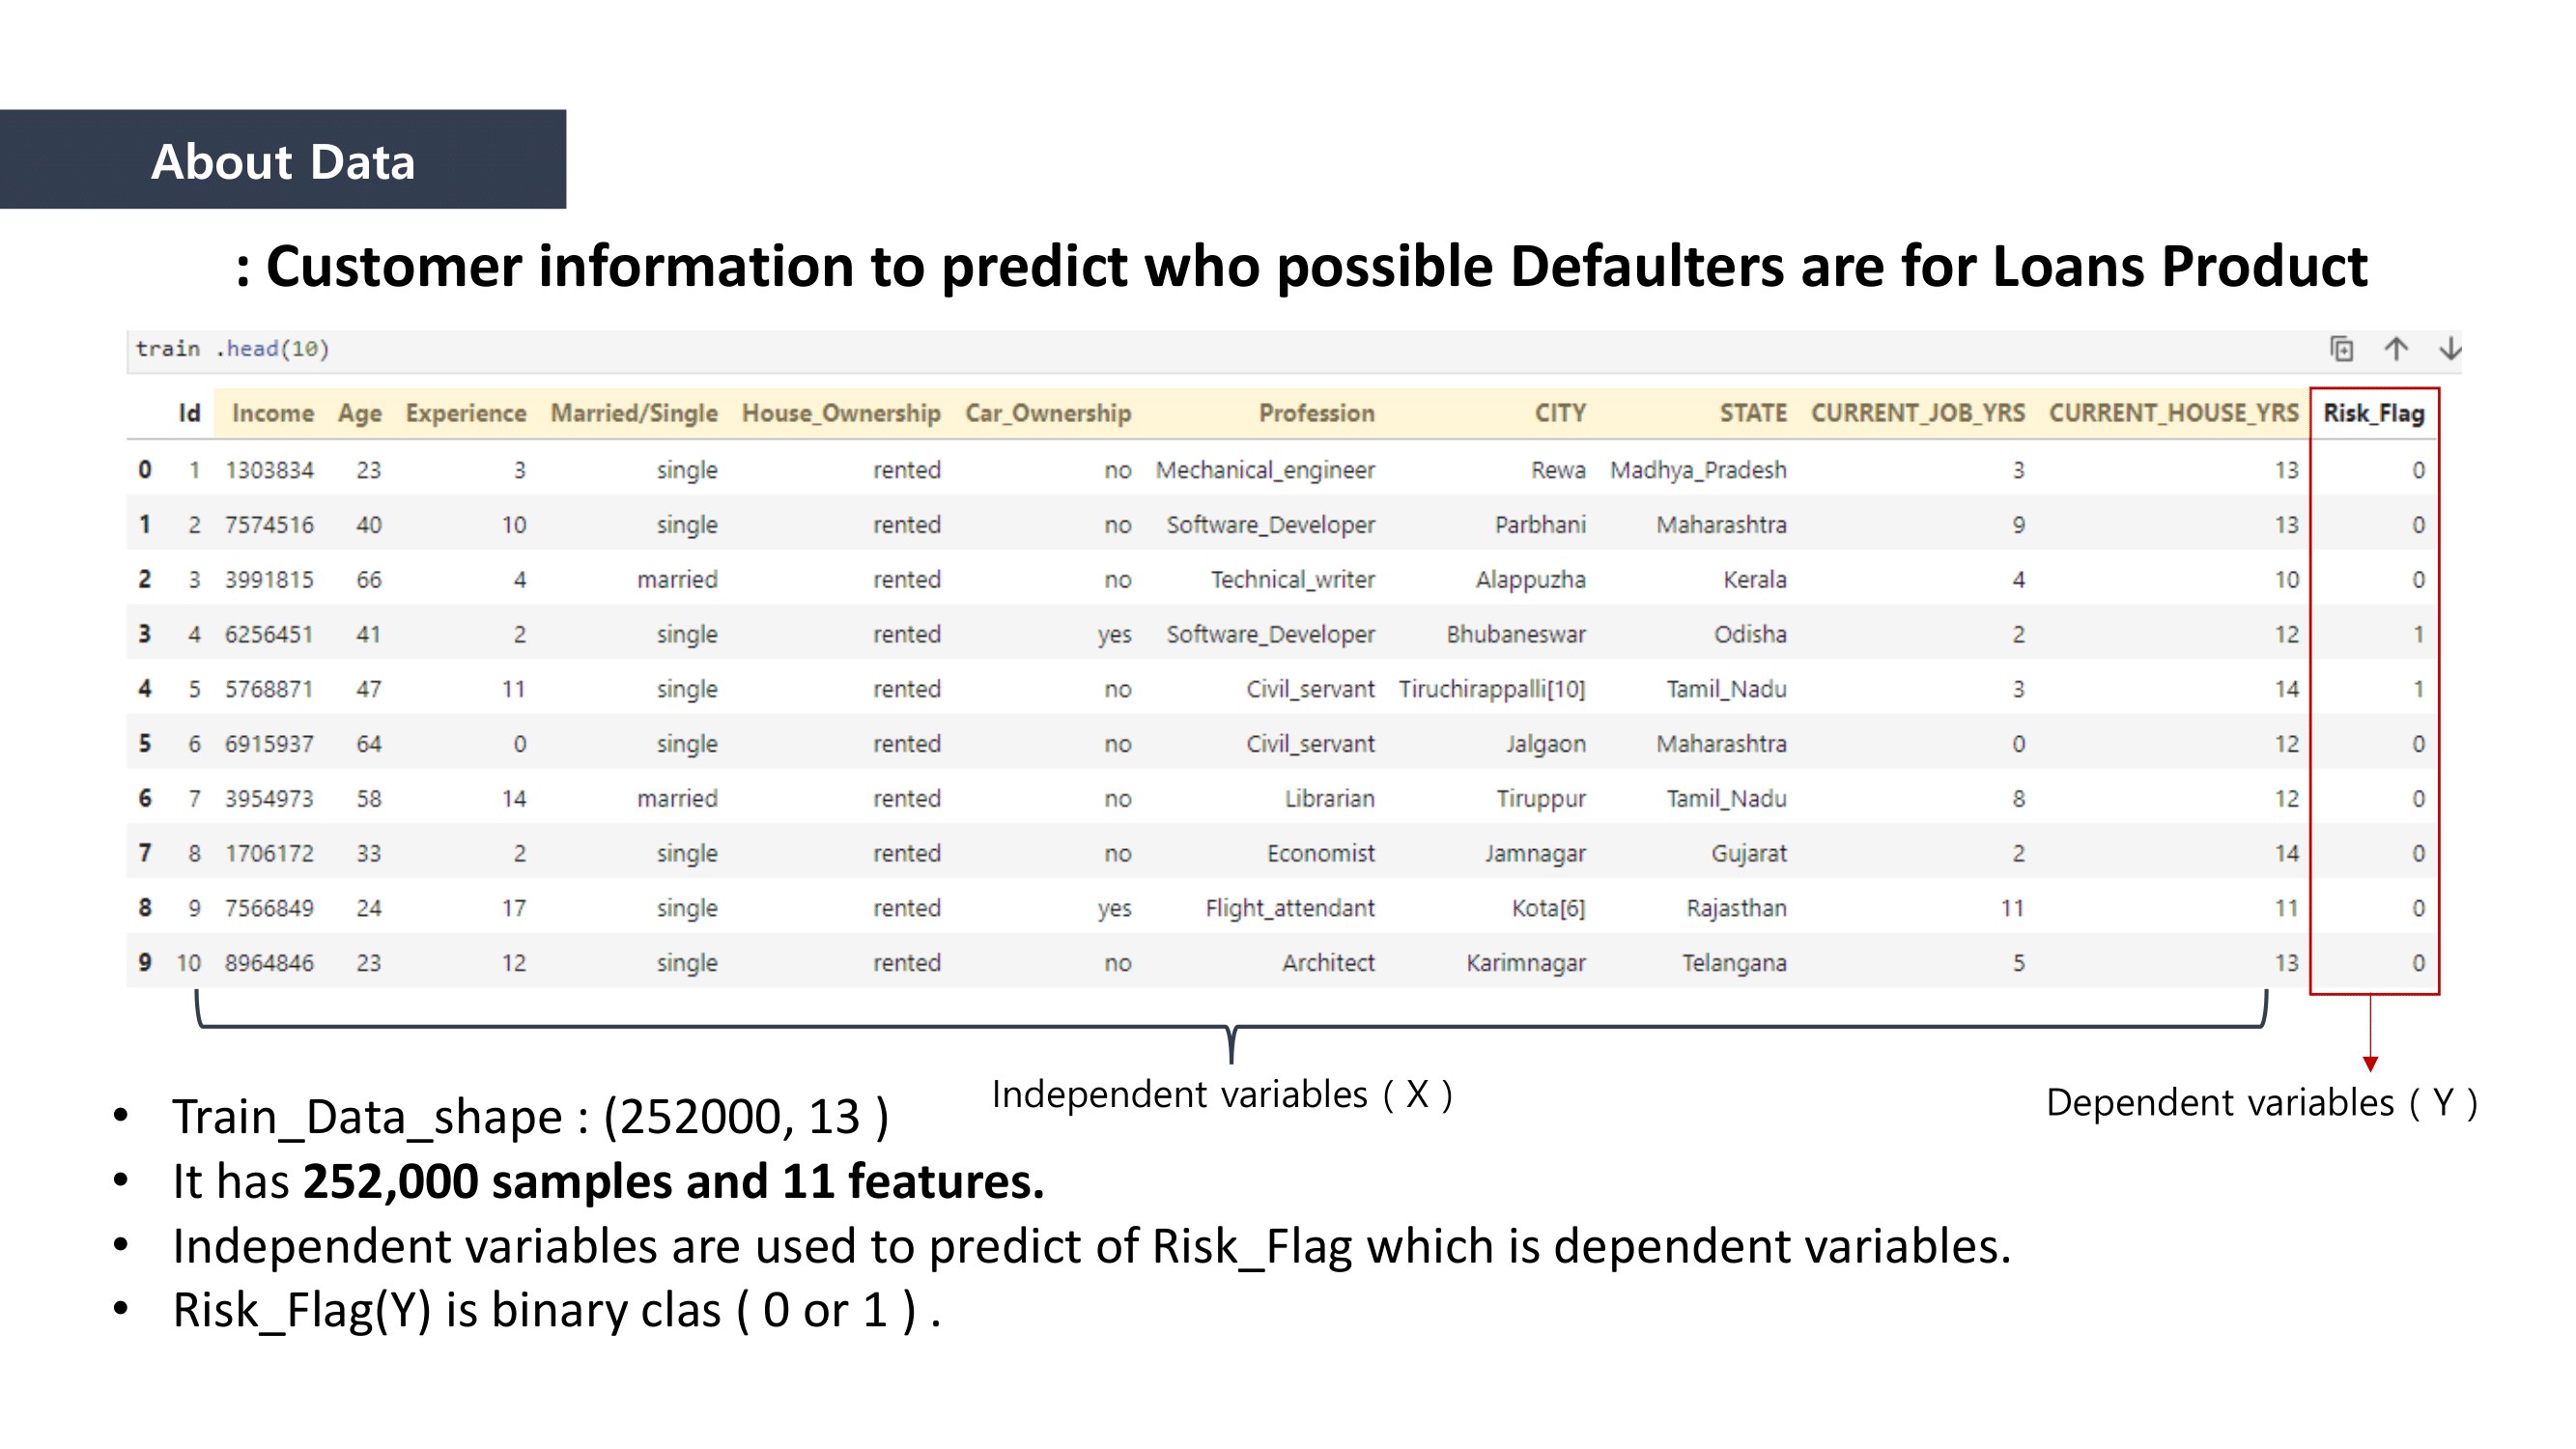 About Data
: Customer information to predict who possible Defaulters are for Loans Product
train .head(10)
Id Income Age Experience Married/Single House_Ownership Car_Ownership Profession CITY STATE CURRENT_JOB_YRS CURRENT_HOUSE_YRS Risk_Flag
0 1 1303834 23 3 single rented no Mechanical_engineer Rewa Madhya_Pradesh 3 13 0
1 2 7574516 40 10 single rented no Software_Developer Parbhani Maharashtra 9 13 0
2 3 3991815 66 4 married rented no Technical_writer Alappuzha Kerala 4 10 0
3 4 6256451 41 2 single rented yes Software_Developer Bhubaneswar Odisha 2 12 1
4 5 5768871 47 11 single rented no Civil_servant Tiruchirappalli[10] Tamil_Nadu 3 14 1
5 6 6915937 64 0 single rented no Civil_servant Jalgaon Maharashtra 0 12 0
6 7 3954973 58 14 married rented no Librarian Tiruppur Tamil_Nadu 8 12 0
7 8 1706172 33 2 single rented no Economist Jamnagar Gujarat 2 14 0
8 9 7566849 24 17 single rented yes Flight_attendant Kota[6] Rajasthan 11 11 0
9 10 8964846 23 12 single rented no Architect Karimnagar Telangana 5 13 0
Independent variables ( X )
Dependent variables ( Y )
• Train_Data_shape : (252000, 13 )
• It has 252,000 samples and 11 features.
• Independent variables are used to predict of Risk_Flag which is dependent variables.
• Risk_Flag(Y) is binary clas ( 0 or 1 ) .